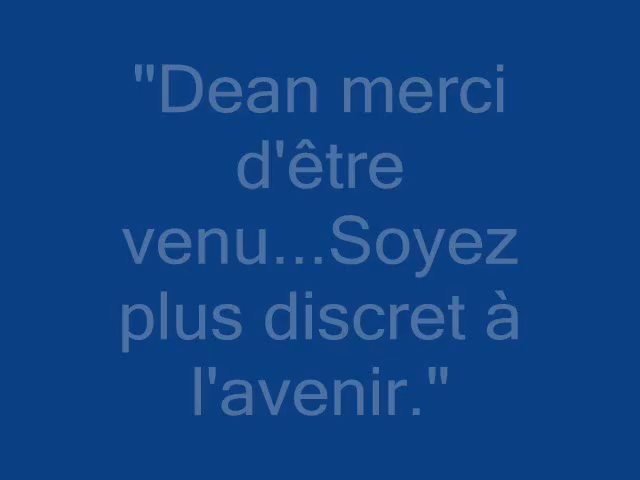 "Dean merci
d'être
venu...Soyez
plus discret à
l'avenir."